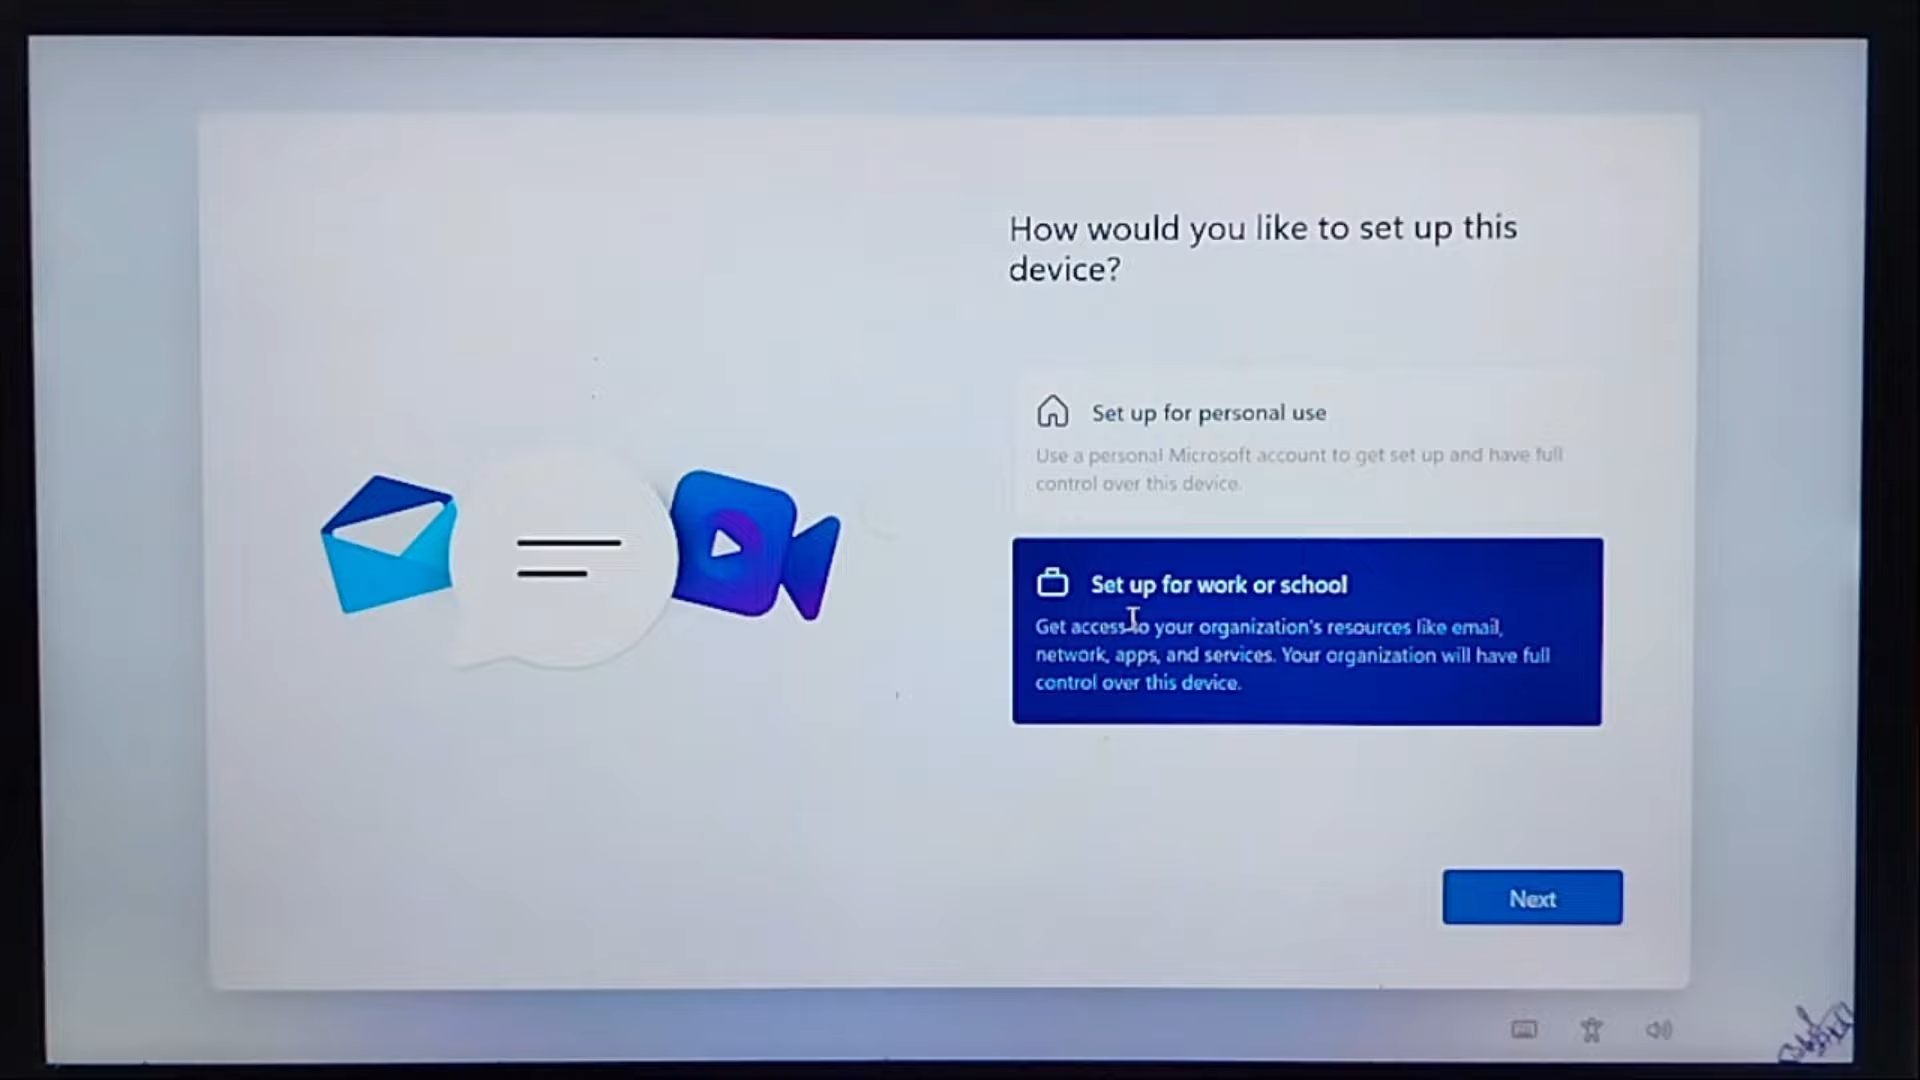 How would you like to set up this
device?
Set up for personal use
Use a personal Microsoft account to get set up and have full
control over this device.
Set up for work or school
Get access to your organization's resources like email,
network, apps, and services. Your organization will have full
control over this device.
Next